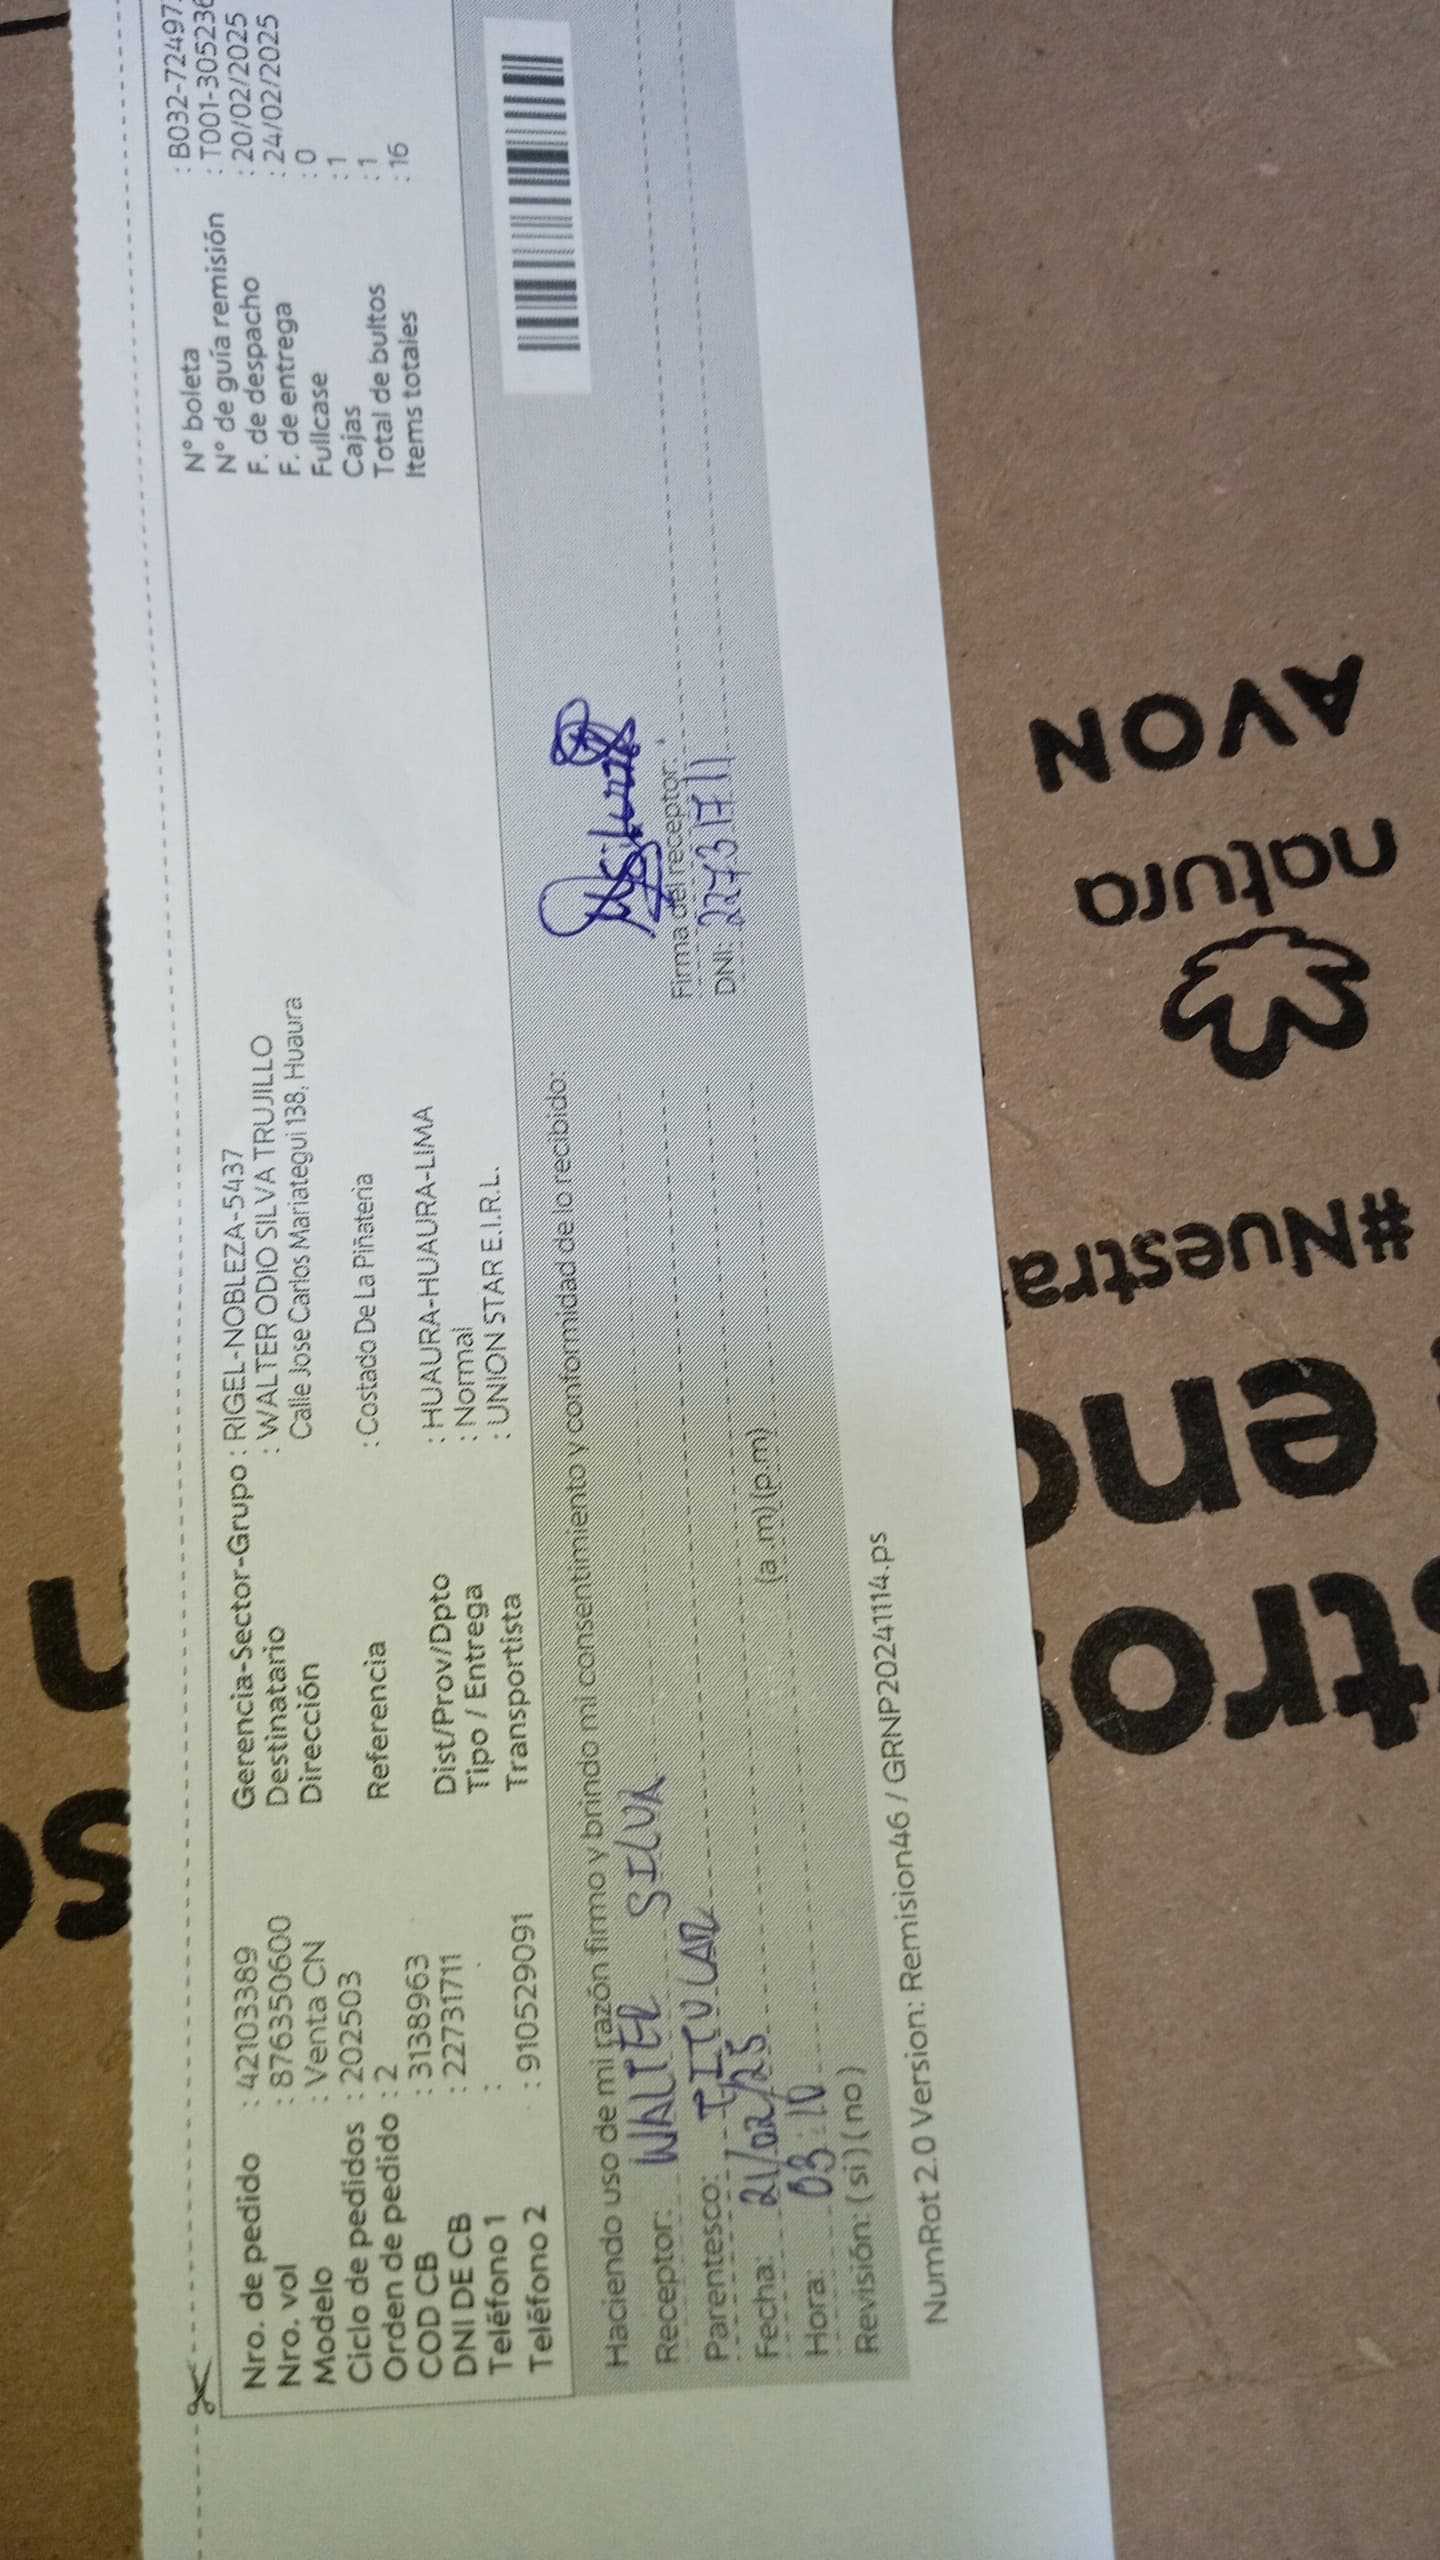 Nro. de pedido : 42103389
Nro. vol : 876350600
Modelo : Venta CN
Ciclo de pedidos : 202503
Orden de pedido : 2
COD CB : 3138963
DNI DE CB : 22731711
Teléfono 1 :
Teléfono 2 : 910529091
Gerencia-Sector-Grupo : RIGEL-NOBLEZA-5437
Destinatario : WALTER ODIO SILVA TRUJILLO
Dirección Calle Jose Carlos Mariategui 138, Huaura
Referencia : Costado De La Piñateria
Dist/Prov/Dpto : HUAURA-HUAURA-LIMA
Tipo / Entrega : Normal
Transportista : UNION STAR E.I.R.L.
N° boleta : B032-72497
N° de guía remisión : T001-305236
F. de despacho : 20/02/2025
F. de entrega : 24/02/2025
Fullcase : 0
Cajas : 1
Total de bultos : 1
Items totales : 16
Haciendo uso de mi razón firmo y brindo mi consentimiento y conformidad de lo recibido:
Receptor: WALTER SILVA
Parentesco: TITULAR
Fecha: 21/02/25
Hora: 03:10 (a .m) (p.m)
Revisión: ( si ) ( no )
Firma del receptor:
DNI: 22731711
NumRot 2.0 Version: Remision46 / GRNP20241114.ps
natura
AVON
#Nuestra